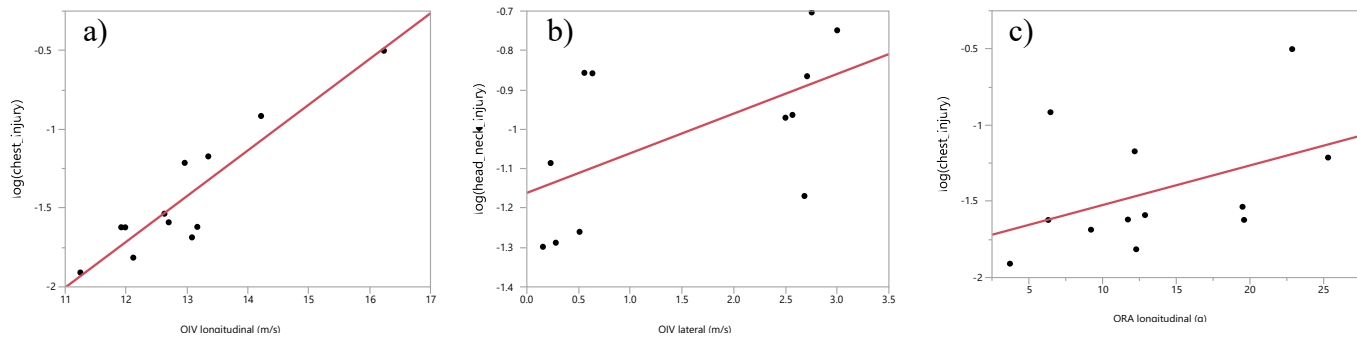 a)
-0.5
-1
-1.5
-2
11 12 13 14 15 16 17
log(chest_injury)
OIV longitudinal (m/s)
b)
-0.7
-0.8
-0.9
-1
-1.1
-1.2
-1.3
-1.4
0.0 0.5 1.0 1.5 2.0 2.5 3.0 3.5
log(head_neck_injury)
OIV lateral (m/s)
c)
-0.5
-1
-1.5
-2
5 10 15 20 25
log(chest_injury)
ORA longitudinal (g)